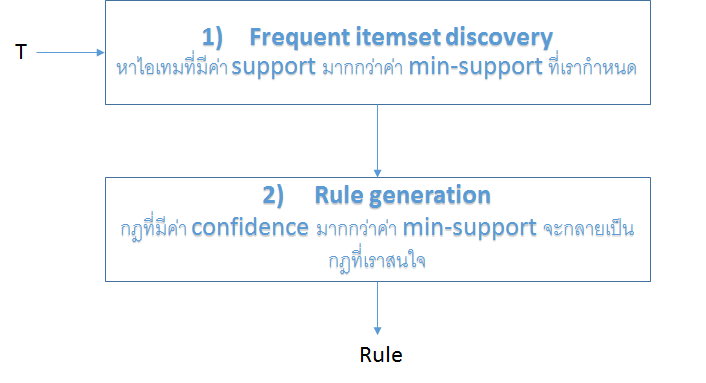 1) Frequent itemset discovery
T
หาไอเทมที่มีค่า support มากกว่าค่า min-support ที่เรากำหนด
2) Rule generation
กฎที่มีค่า confidence มากกว่าค่า min-support จะกลายเป็น
กฎที่เราสนใจ
Rule